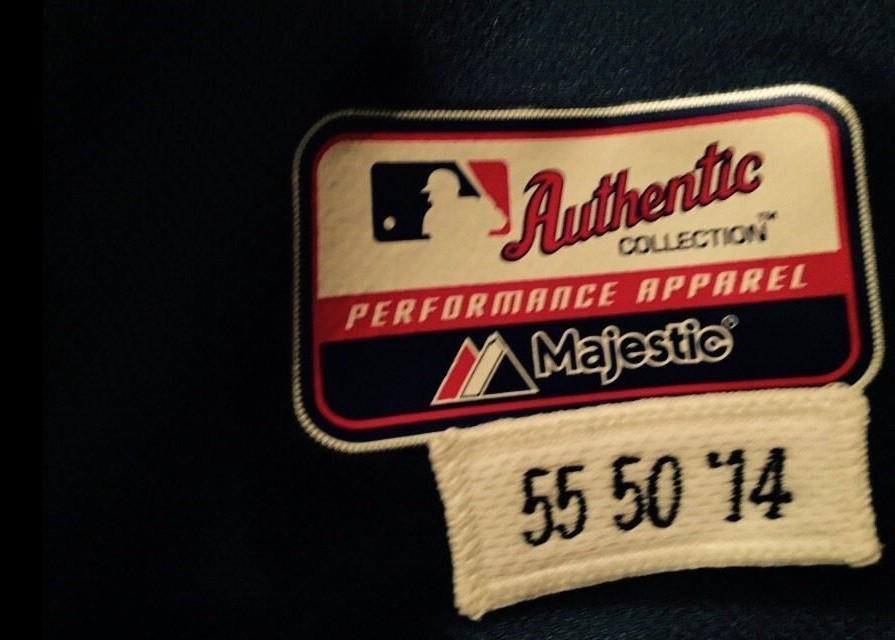 Authentic
COLLECTION™
PERFORMANCE APPAREL
Majestic®
55 50 '14